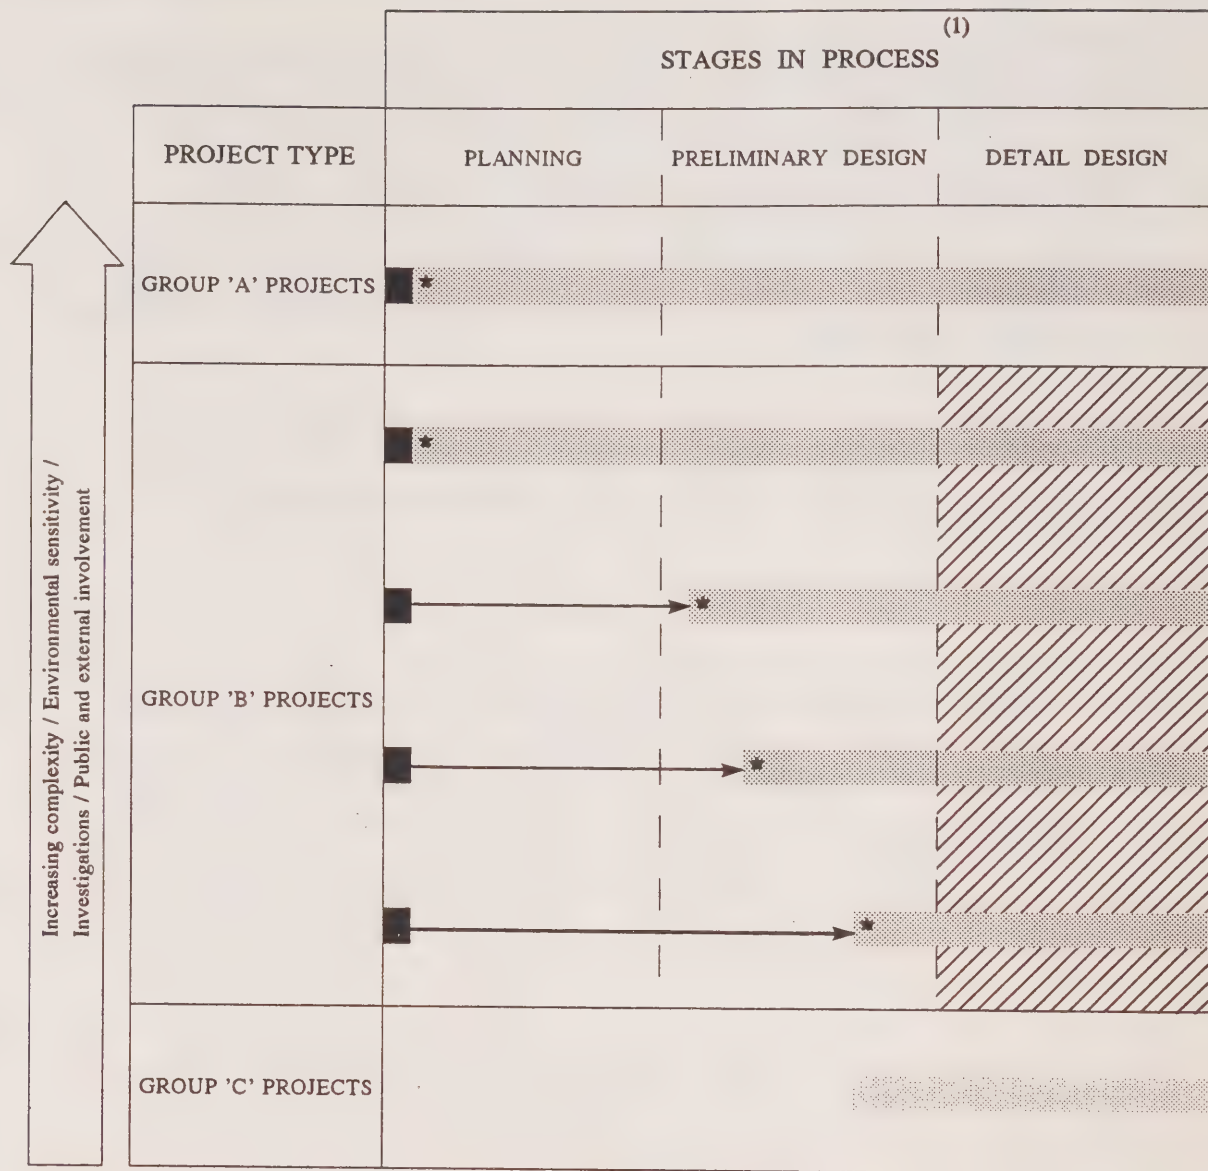 (1)
STAGES IN PROCESS
PROJECT TYPE
PLANNING
PRELIMINARY DESIGN
DETAIL DESIGN
GROUP 'A' PROJECTS
*
*
*
GROUP 'B' PROJECTS
*
*
GROUP 'C' PROJECTS
Increasing complexity / Environmental sensitivity /
Investigations / Public and external involvement